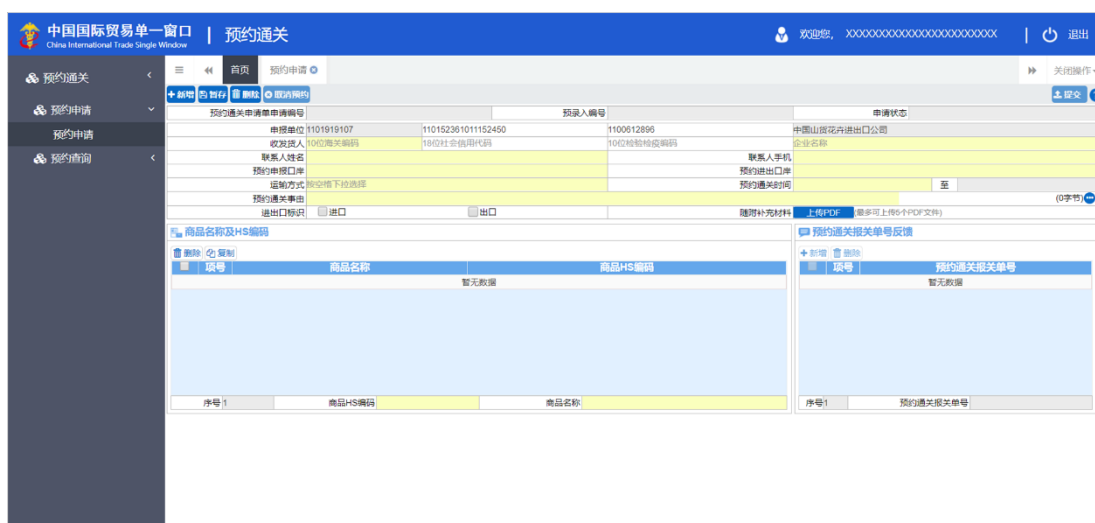 中国国际贸易单一窗口 | 预约通关 欢迎您, XXXXXXXXXXXXXXXXXXXXXXXX | 退出
China International Trade Single Window
预约通关 首页 预约申请 关闭操作
新增 暂存 删除 取消预约 提交
预约申请
预约申请
预约查询
预约通关申请单申请编号 预录入编号 申请状态
申报单位 1101919107 110152361011152450 1100612896 中国山货花卉进出口公司
收发货人 10位海关编码 18位社会信用代码 10位检验检疫编码 企业名称
联系人姓名 联系人手机
预约申报口岸 预约进出口岸
运输方式 按空格下拉选择 预约通关时间 至
预约通关事由 (0字节)
进出口标识 进口 出口 随附补充材料 上传PDF (最多可上传5个PDF文件)
商品名称及HS编码 预约通关报关单号反馈
删除 复制 新增 删除
项号 商品名称 商品HS编码 项号 预约通关报关单号
暂无数据 暂无数据
序号 1 商品HS编码 商品名称 序号 1 预约通关报关单号